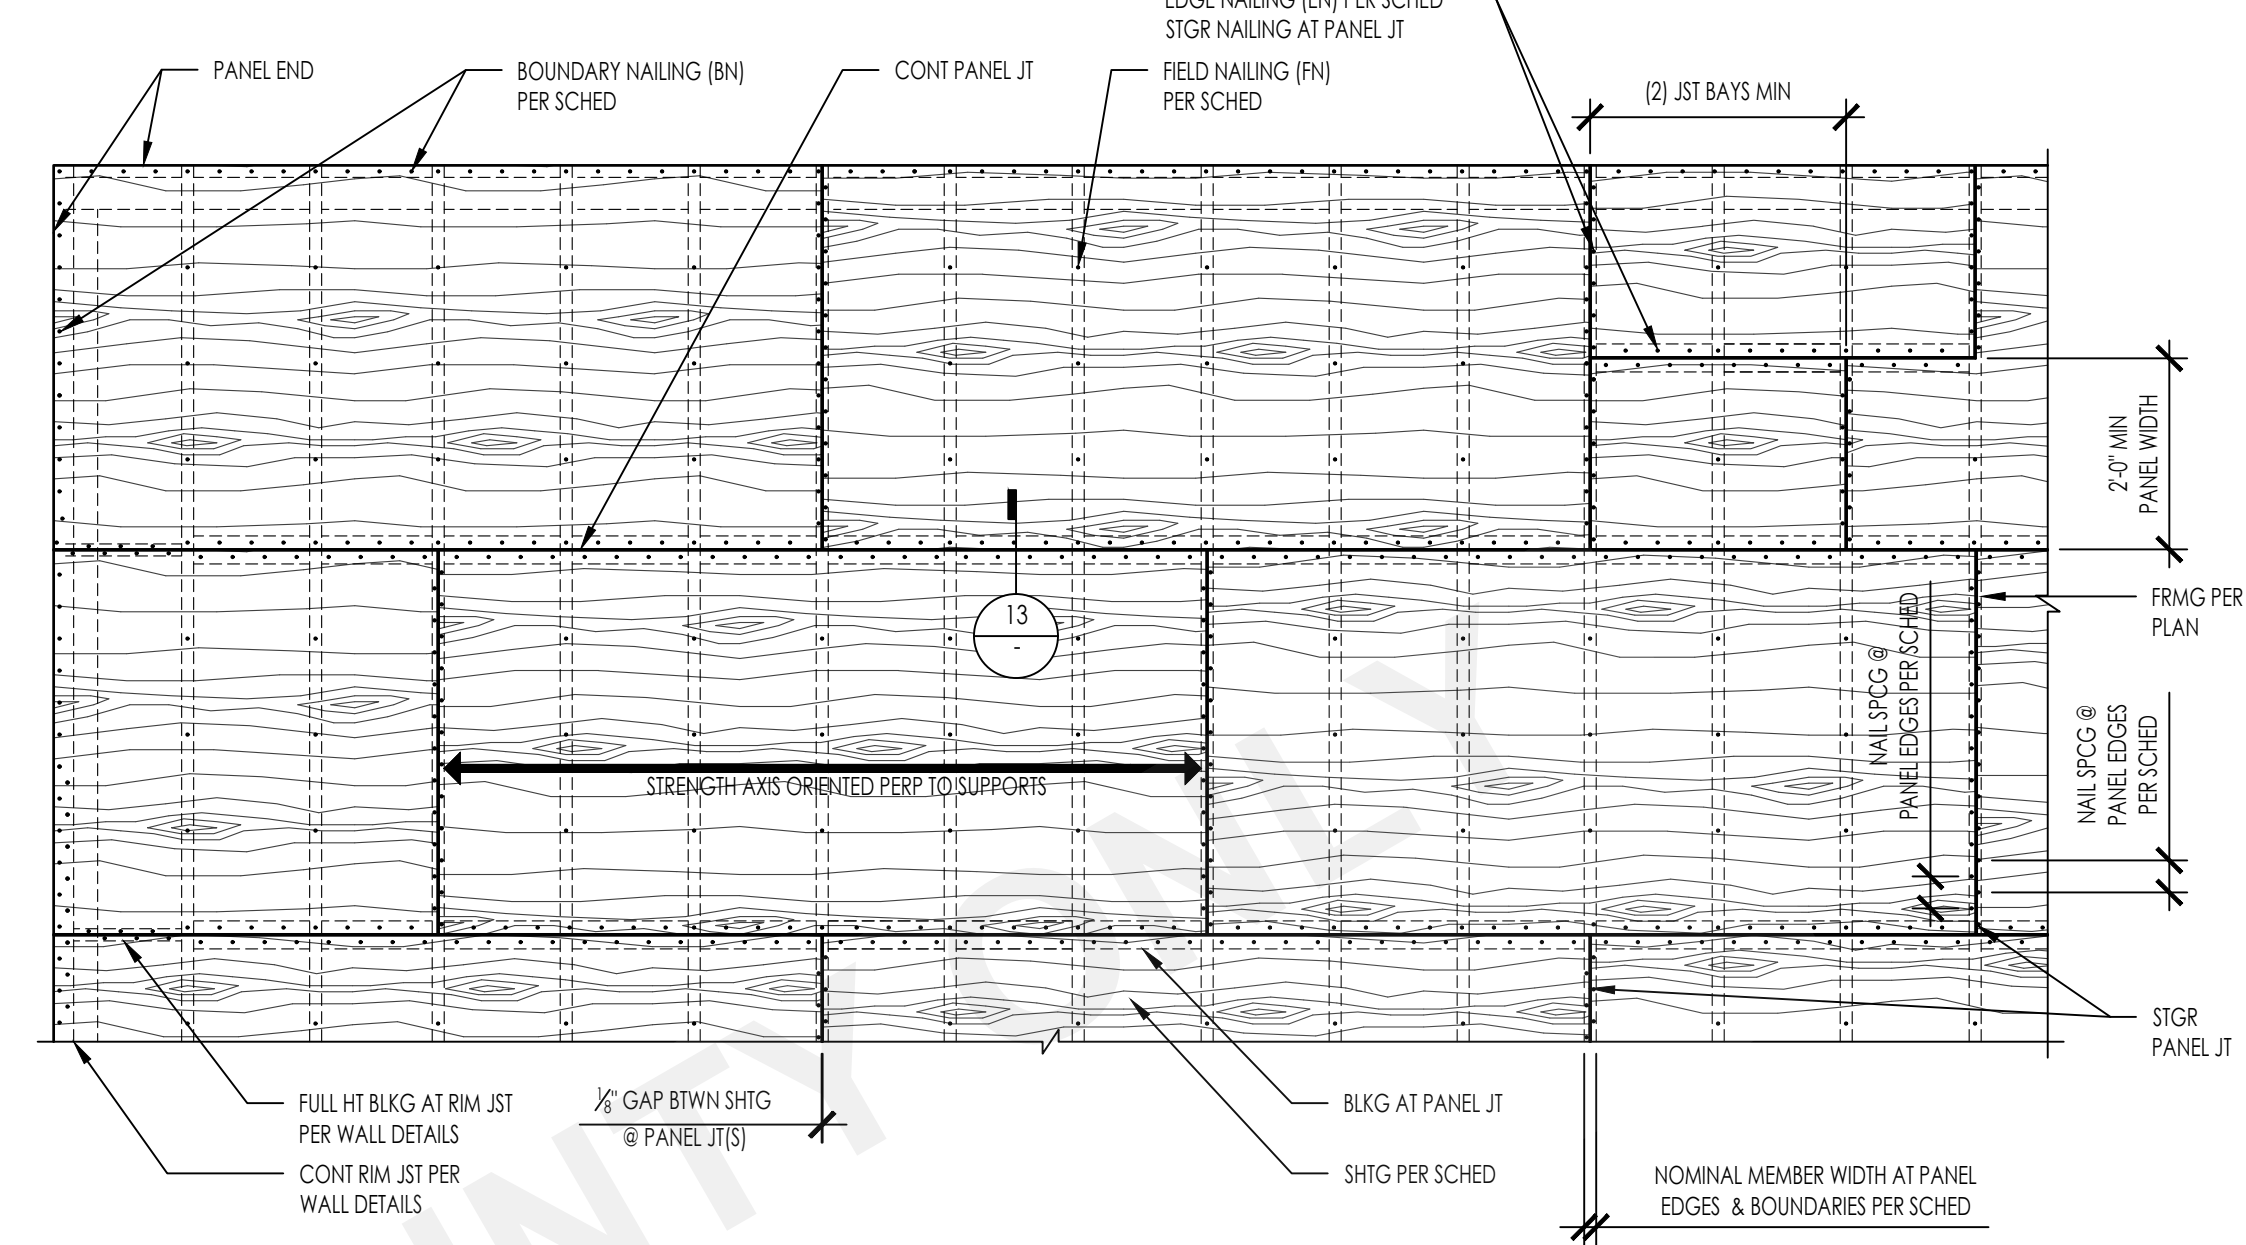 EDGE NAILING (EN) PER SCHED
STGR NAILING AT PANEL JT
PANEL END
BOUNDARY NAILING (BN)
PER SCHED
CONT PANEL JT
FIELD NAILING (FN)
PER SCHED
(2) JST BAYS MIN
2'-0" MIN
PANEL WIDTH
13
-
FRMG PER
PLAN
NAIL SPCG @
PANEL EDGES PER SCHED
NAIL SPCG @
PANEL EDGES
PER SCHED
STRENGTH AXIS ORIENTED PERP TO SUPPORTS
STGR
PANEL JT
FULL HT BLKG AT RIM JST
PER WALL DETAILS
CONT RIM JST PER
WALL DETAILS
⅛" GAP BTWN SHTG
@ PANEL JT(S)
BLKG AT PANEL JT
SHTG PER SCHED
NOMINAL MEMBER WIDTH AT PANEL
EDGES & BOUNDARIES PER SCHED
NTY ONLY